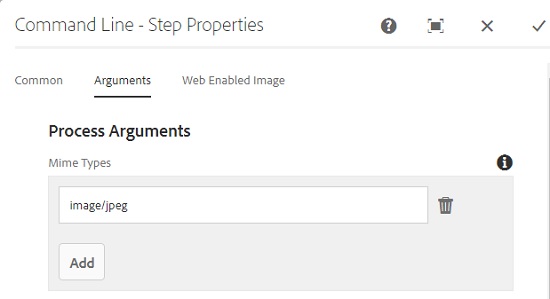 Command Line - Step Properties
Common Arguments Web Enabled Image
Process Arguments
Mime Types
image/jpeg
Add